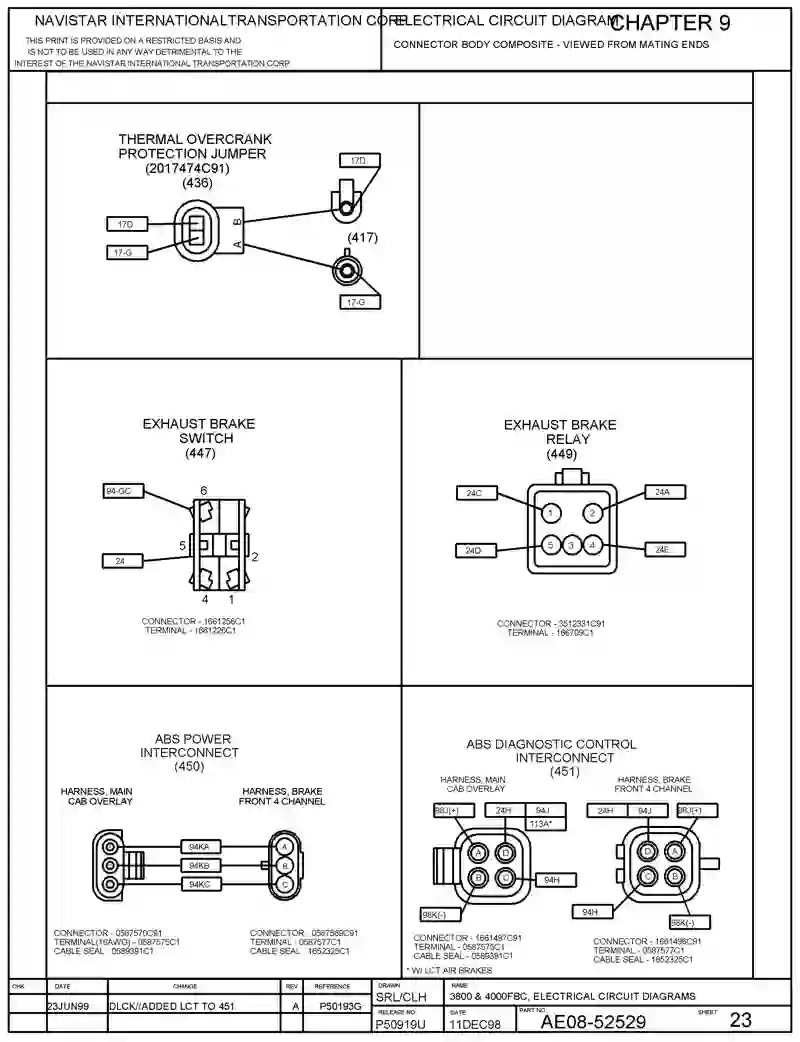 NAVISTAR INTERNATIONALTRANSPORTATION CORP
THIS PRINT IS PROVIDED ON A RESTRICTED BASIS AND
IS NOT TO BE USED IN ANY WAY DETRIMENTAL TO THE
INTEREST OF THE NAVISTAR INTERNATIONAL TRANSPORTATION CORP
ELECTRICAL CIRCUIT DIAGRAM
CHAPTER 9
CONNECTOR BODY COMPOSITE - VIEWED FROM MATING ENDS
THERMAL OVERCRANK
PROTECTION JUMPER
(2017474C91)
(436)
17D
17-G
B
A
17D
(417)
17-G
EXHAUST BRAKE
SWITCH
(447)
94-GC
24
6
5
2
4 1
CONNECTOR - 1661256C1
TERMINAL - 1661226C1
EXHAUST BRAKE
RELAY
(449)
24C
24A
1 2
24D
5 3 4
24E
CONNECTOR - 3512331C91
TERMINAL - 166709C1
ABS POWER
INTERCONNECT
(450)
HARNESS, MAIN
CAB OVERLAY
HARNESS, BRAKE
FRONT 4 CHANNEL
94KA
A
94KB
B
94KC
C
CONNECTOR - 0587570C91
TERMINAL(16AWG) - 0587575C1
CABLE SEAL - 0589391C1
CONNECTOR - 0587569C91
TERMINAL - 0587577C1
CABLE SEAL - 1652325C1
ABS DIAGNOSTIC CONTROL
INTERCONNECT
(451)
HARNESS, MAIN
CAB OVERLAY
HARNESS, BRAKE
FRONT 4 CHANNEL
98J(+)
24H 94J
113A*
A D
B C
94H
98K(-)
24H 94J
98J(+)
D A
C B
94H
98K(-)
CONNECTOR - 1661497C91
TERMINAL - 0587575C1
CABLE SEAL - 0589391C1
* W/ LCT AIR BRAKES
CONNECTOR - 1661498C91
TERMINAL - 0587577C1
CABLE SEAL - 1652325C1
CHK DATE CHANGE REV REFERENCE
23JUN99 DLCK//ADDED LCT TO 451 A P50193G
DRAWN
SRL/CLH
NAME
3800 & 4000FBC, ELECTRICAL CIRCUIT DIAGRAMS
RELEASE NO.
P50919U
DATE
11DEC98
PART NO.
AE08-52529
SHEET
23